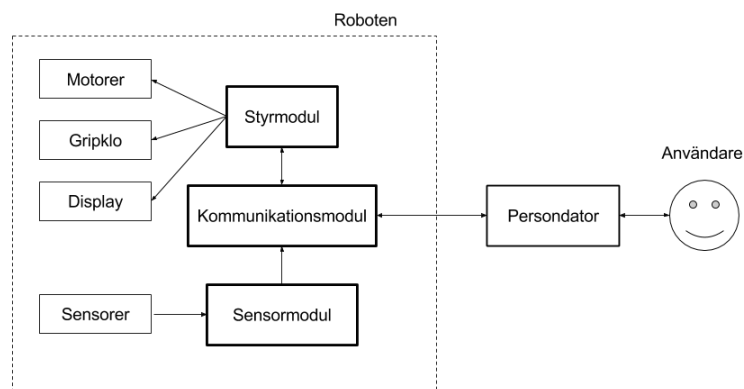 Roboten
Motorer
Styrmodul
Gripklo
Användare
Display
Kommunikationsmodul
Persondator
Sensorer
Sensormodul